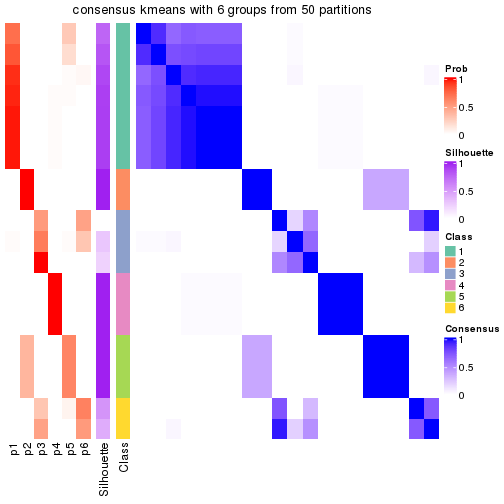 consensus kmeans with 6 groups from 50 partitions
Prob
1
0.5
0
Silhouette
1
0.5
0
Class
1
2
3
4
5
6
Consensus
1
0.5
0
p1
p2
p3
p4
p5
p6
Silhouette
Class